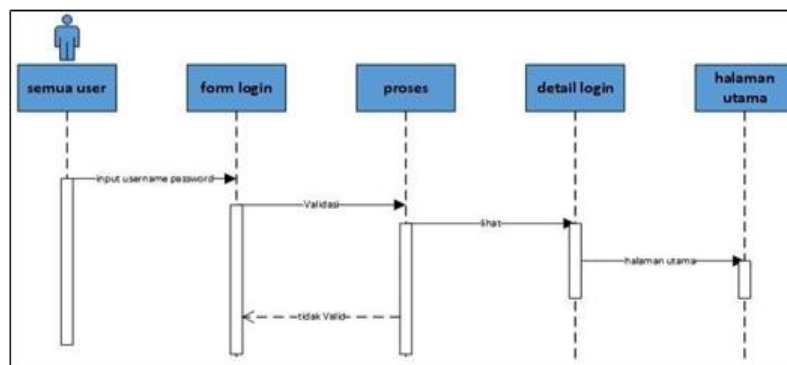 semua user
form login
proses
detail login
halaman
utama
input username password
Validasi
lihat
halaman utama
tidak Valid